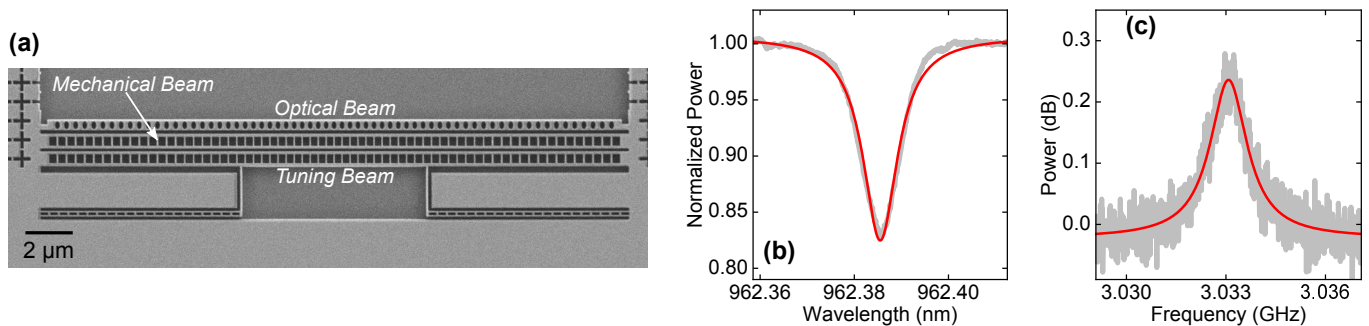 (a)
Mechanical Beam
Optical Beam
Tuning Beam
2 μm
(b)
Normalized Power
1.00
0.95
0.90
0.85
0.80
962.36 962.38 962.40
Wavelength (nm)
(c)
Power (dB)
0.3
0.2
0.1
0.0
3.030 3.033 3.036
Frequency (GHz)